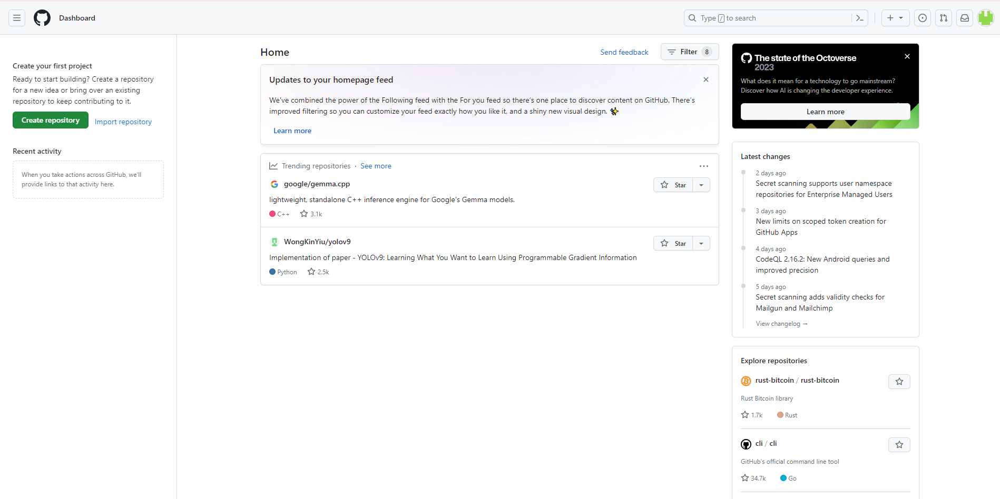 Dashboard
Type / to search
Create your first project
Ready to start building? Create a repository
for a new idea or bring over an existing
repository to keep contributing to it.
Create repository
Import repository
Recent activity
When you take actions across GitHub, we'll
provide links to that activity here.
Home
Send feedback
Filter 8
Updates to your homepage feed
We've combined the power of the Following feed with the For you feed so there's one place to discover content on GitHub. There's
improved filtering so you can customize your feed exactly how you like it, and a shiny new visual design. ✨
Learn more
Trending repositories · See more
google/gemma.cpp
Star
lightweight, standalone C++ inference engine for Google's Gemma models.
C++ 3.1k
WongKinYiu/yolov9
Star
Implementation of paper - YOLOv9: Learning What You Want to Learn Using Programmable Gradient Information
Python 2.5k
The state of the Octoverse
2023
What does it mean for a technology to go mainstream?
Discover how AI is changing the developer experience.
Learn more
Latest changes
2 days ago
Secret scanning supports user namespace
repositories for Enterprise Managed Users
3 days ago
New limits on scoped token creation for
GitHub Apps
4 days ago
CodeQL 2.16.2: New Android queries and
improved precision
5 days ago
Secret scanning adds validity checks for
Mailgun and Mailchimp
View changelog →
Explore repositories
rust-bitcoin / rust-bitcoin
Rust Bitcoin library
1.7k Rust
cli / cli
GitHub's official command line tool
34.7k Go